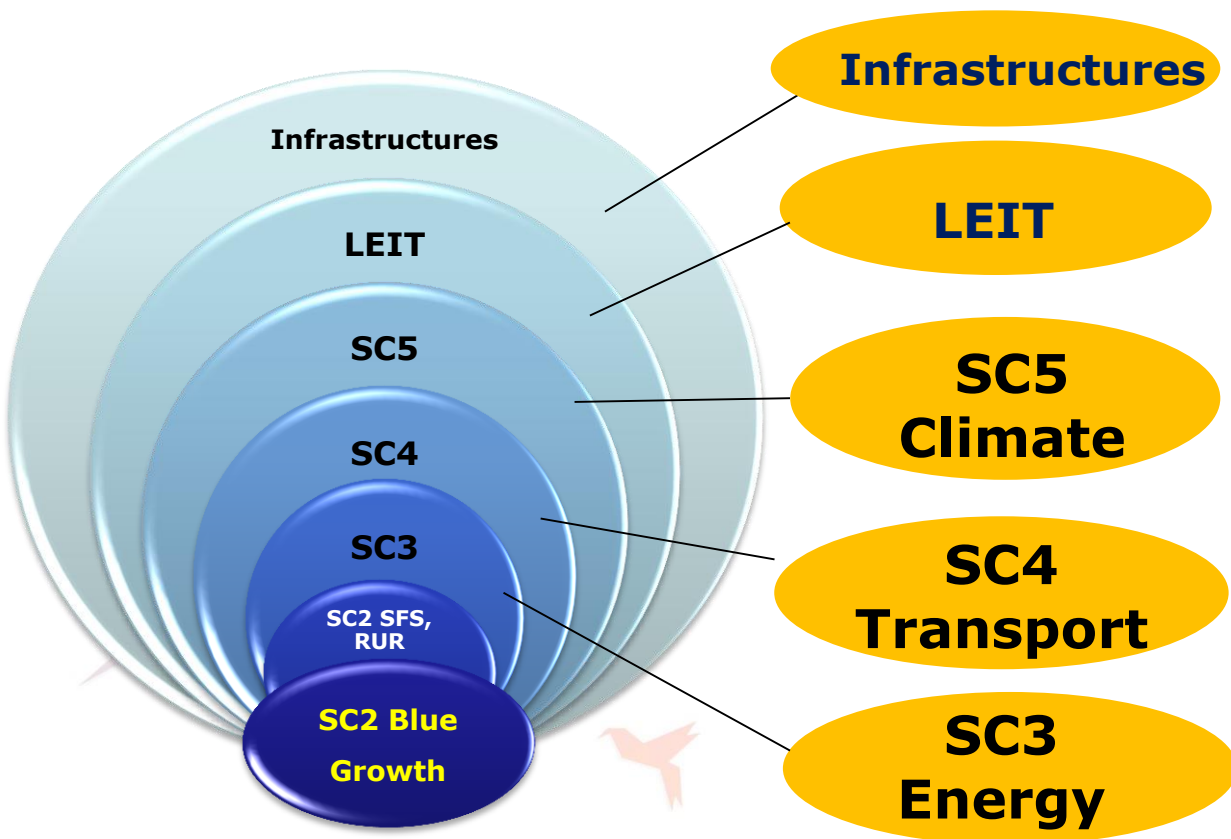 Infrastructures
LEIT
SC5
SC4
SC3
SC2 SFS,
RUR
SC2 Blue
Growth
Infrastructures
LEIT
SC5
Climate
SC4
Transport
SC3
Energy